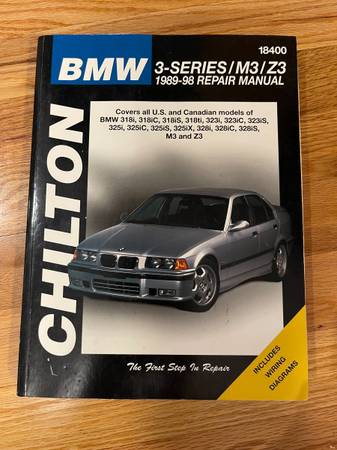 18400
BMW
3-SERIES/M3/Z3
1989-98 REPAIR MANUAL
Covers all U.S. and Canadian models of
BMW 318i, 318iC, 318iS, 318ti, 323i, 323iC, 323iS,
325i, 325iC, 325iS, 325iX, 328i, 328iC, 328iS,
M3 and Z3
CHILTON
The First Step In Repair
INCLUDES
WIRING
DIAGRAMS